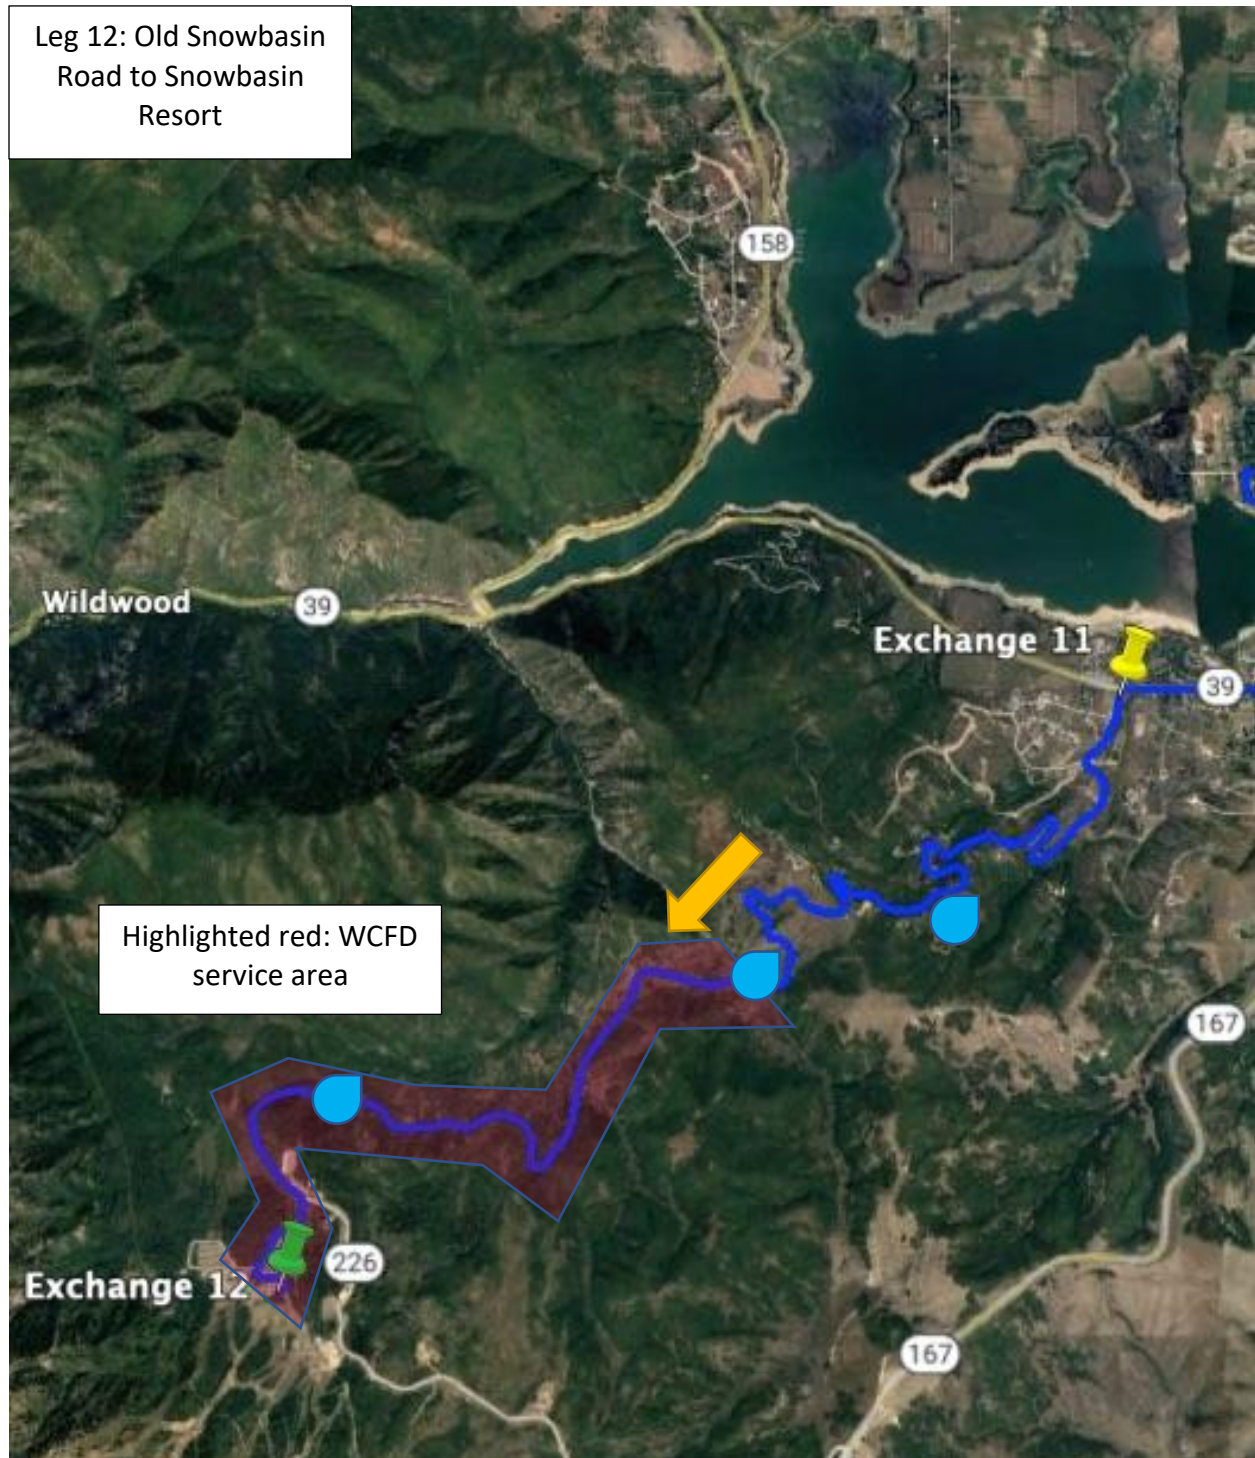 Leg 12: Old Snowbasin
Road to Snowbasin
Resort
158
Wildwood
39
Exchange 11
39
Highlighted red: WCFD
service area
167
226
Exchange 12
167